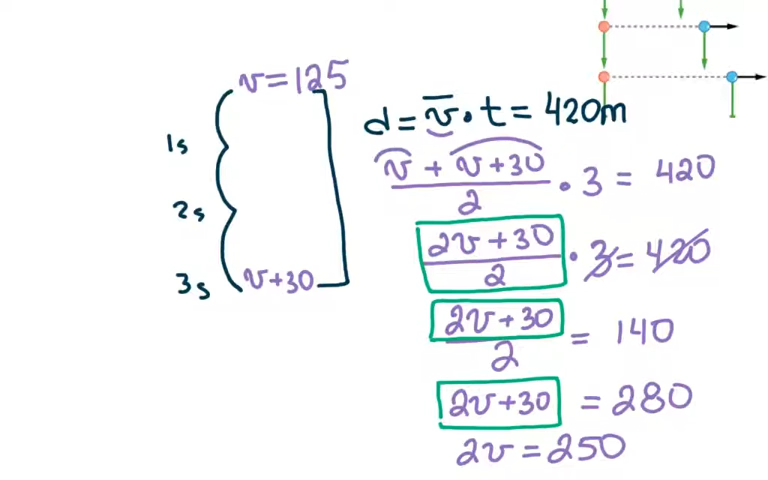 v=125
1s
2s
3s
v+30
d = v̅ · t = 420m
(v + v+30)/2 · 3 = 420
(2v+30)/2 · 3 = 420
(2v+30)/2 = 140
2v+30 = 280
2v = 250